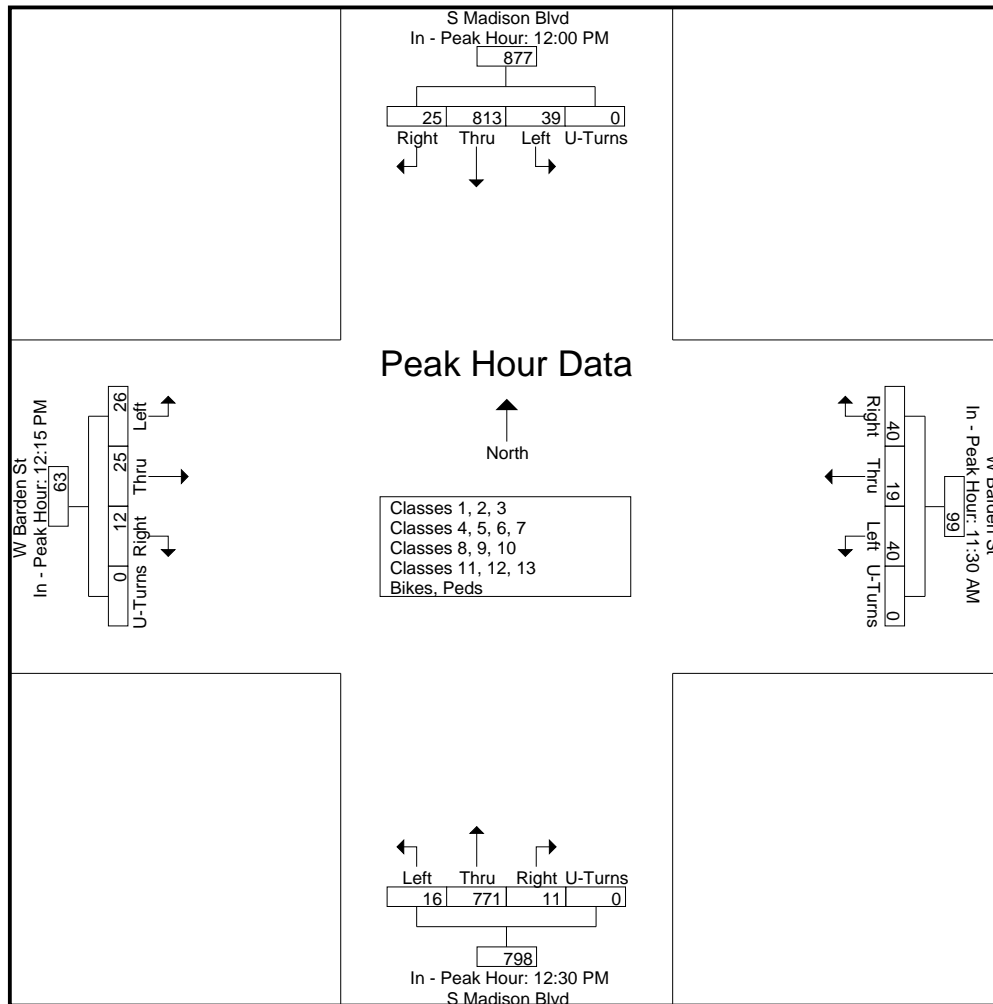 S Madison Blvd
In - Peak Hour: 12:00 PM
877
25 813 39 0
Right Thru Left U-Turns
Peak Hour Data
North
Classes 1, 2, 3
Classes 4, 5, 6, 7
Classes 8, 9, 10
Classes 11, 12, 13
Bikes, Peds
W Barden St
In - Peak Hour: 12:15 PM
63
26 25 12 0
Left Thru Right U-Turns
W Barden St
In - Peak Hour: 11:30 AM
99
40 19 40 0
Right Thru Left U-Turns
Left Thru Right U-Turns
16 771 11 0
798
In - Peak Hour: 12:30 PM
S Madison Blvd